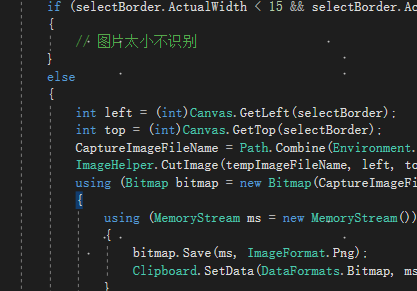 if (selectBorder.ActualWidth < 15 && selectBorder.A
{
// 图片太小不识别
}
else
{
int left = (int)Canvas.GetLeft(selectBorder);
int top = (int)Canvas.GetTop(selectBorder);
CaptureImageFileName = Path.Combine(Environment.
ImageHelper.CutImage(tempImageFileName, left, to
using (Bitmap bitmap = new Bitmap(CaptureImageFi
{
using (MemoryStream ms = new MemoryStream())
{
bitmap.Save(ms, ImageFormat.Png);
Clipboard.SetData(DataFormats.Bitmap, ms
}